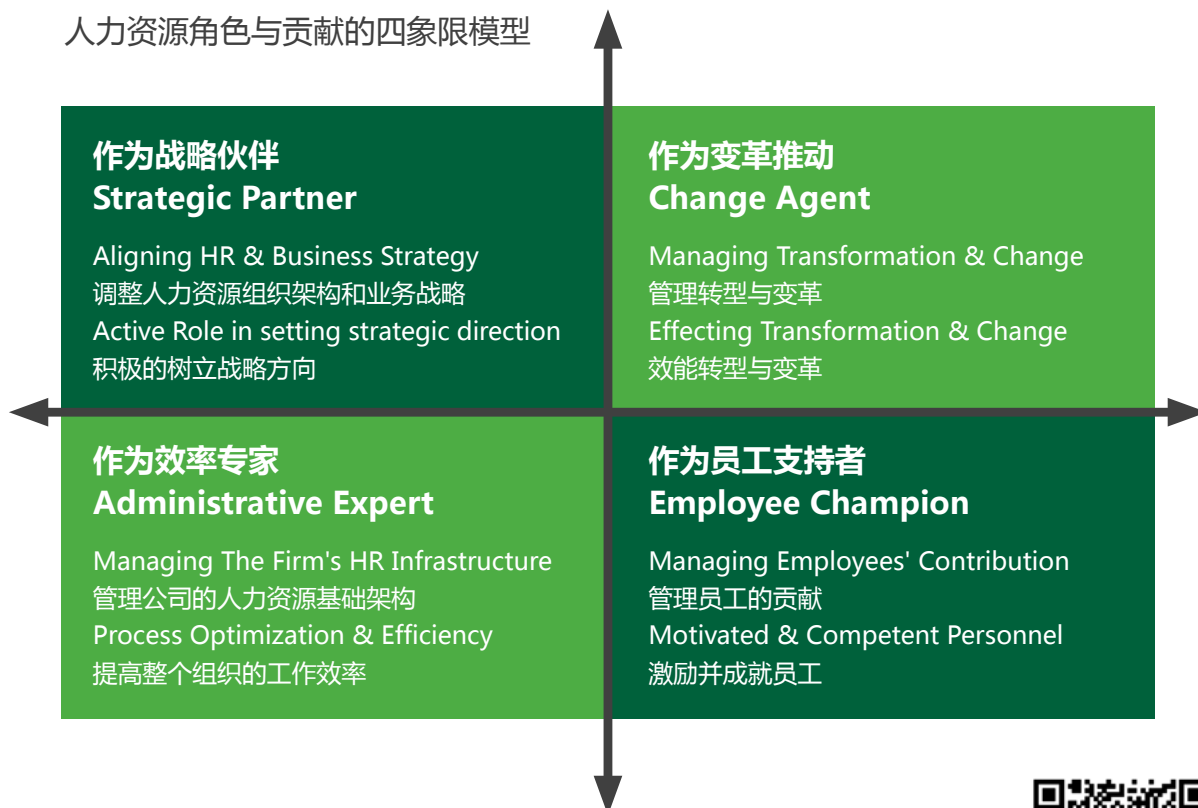 人力资源角色与贡献的四象限模型
作为战略伙伴
Strategic Partner
Aligning HR & Business Strategy
调整人力资源组织架构和业务战略
Active Role in setting strategic direction
积极的树立战略方向
作为变革推动
Change Agent
Managing Transformation & Change
管理转型与变革
Effecting Transformation & Change
效能转型与变革
作为效率专家
Administrative Expert
Managing The Firm's HR Infrastructure
管理公司的人力资源基础架构
Process Optimization & Efficiency
提高整个组织的工作效率
作为员工支持者
Employee Champion
Managing Employees' Contribution
管理员工的贡献
Motivated & Competent Personnel
激励并成就员工